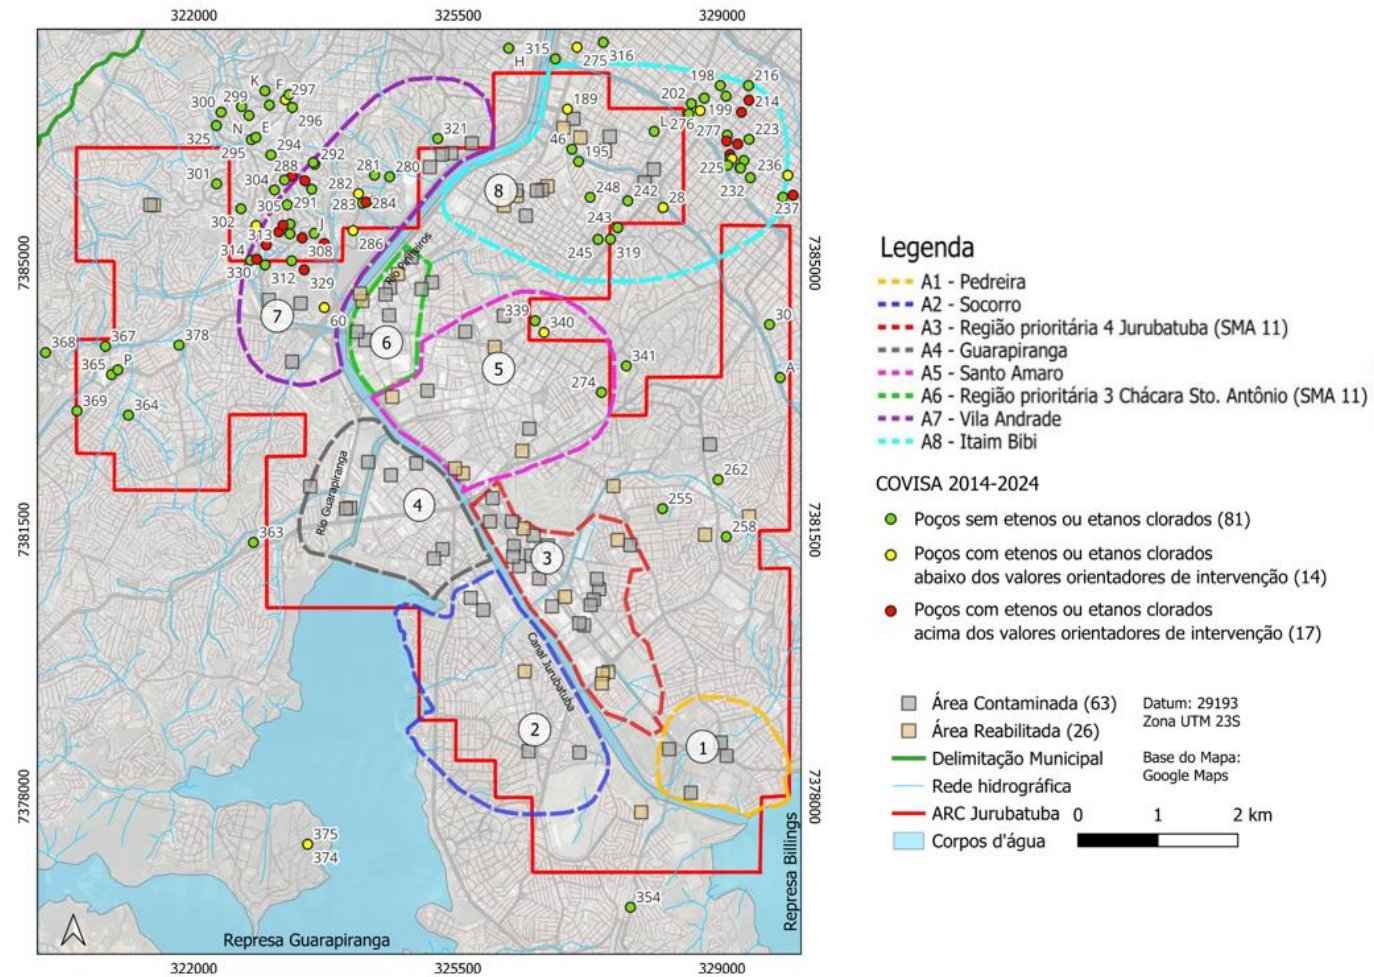 322000 325500 329000
H 315 275 316
K F 297
300 299
296
N E
325
295 294
292
288
301 304 281 280
282
305 291 283 284
302
313 J 286
314 308
330 312 329
321
189
46
195
248 242 28
243
245 319
198 216
202 214
199
L 276 277 223
225 236
232
237
7385000 7385000
Rio Pinheiros
8
7
60
6
5
339
340
30
341
A
274
368 367 378
365 P
369 364
262
255
258
363
Rio Guarapiranga
4
3
7381500 7381500
Canal Jurubatuba
2
1
7378000 7378000
375
374
354
Represa Guarapiranga
Represa Billings
322000 325500 329000
Legenda
A1 - Pedreira
A2 - Socorro
A3 - Região prioritária 4 Jurubatuba (SMA 11)
A4 - Guarapiranga
A5 - Santo Amaro
A6 - Região prioritária 3 Chácara Sto. Antônio (SMA 11)
A7 - Vila Andrade
A8 - Itaim Bibi
COVISA 2014-2024
Poços sem etenos ou etanos clorados (81)
Poços com etenos ou etanos clorados
abaixo dos valores orientadores de intervenção (14)
Poços com etenos ou etanos clorados
acima dos valores orientadores de intervenção (17)
Área Contaminada (63)
Área Reabilitada (26)
Delimitação Municipal
Rede hidrográfica
ARC Jurubatuba
Corpos d'água
Datum: 29193
Zona UTM 23S
Base do Mapa:
Google Maps
0 1 2 km